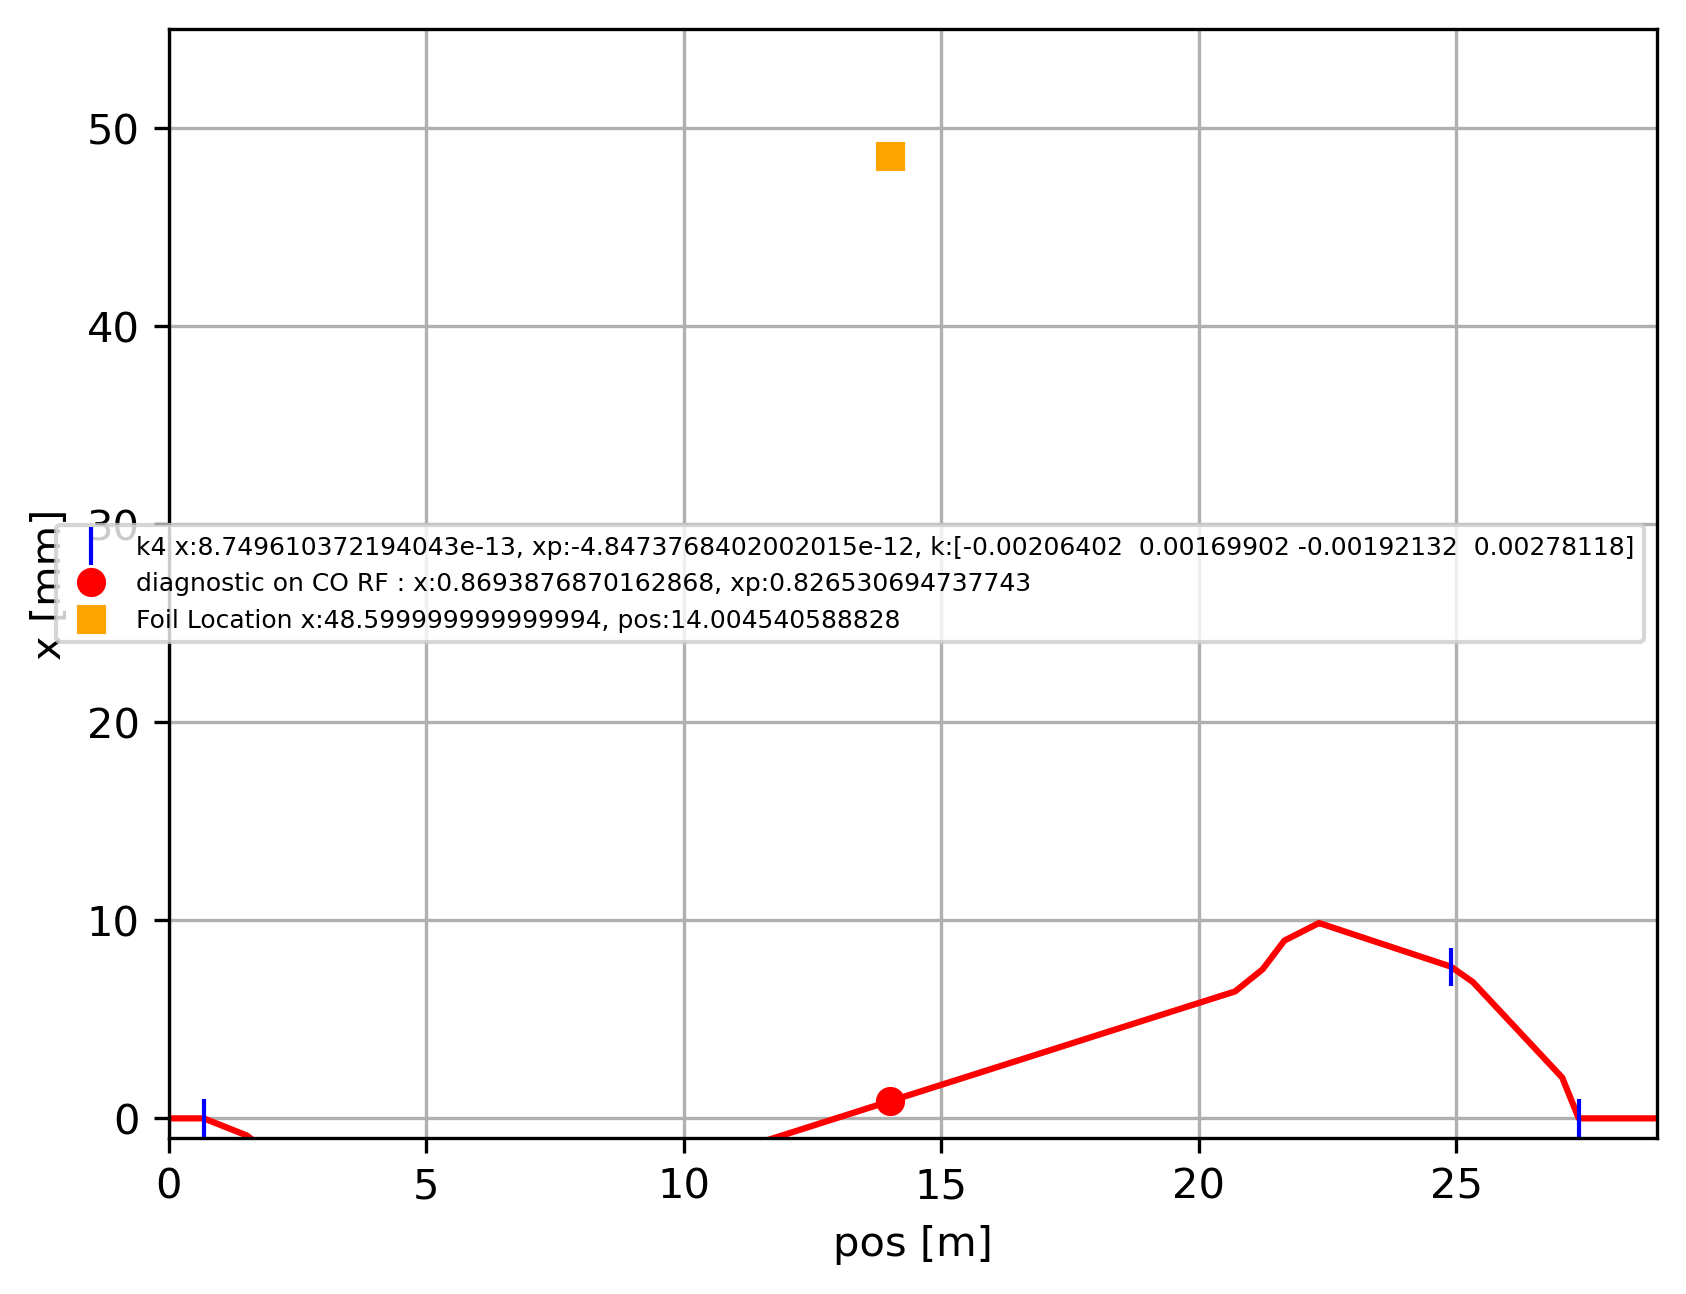 50
40
30
k4 x:8.749610372194043e-13, xp:-4.8473768402002015e-12, k:[-0.00206402 0.00169902 -0.00192132 0.00278118]
diagnostic on CO RF : x:0.8693876870162868, xp:0.826530694737743
Foil Location x:48.599999999999994, pos:14.004540588828
x [mm]
20
10
0
0 5 10 15 20 25
pos [m]